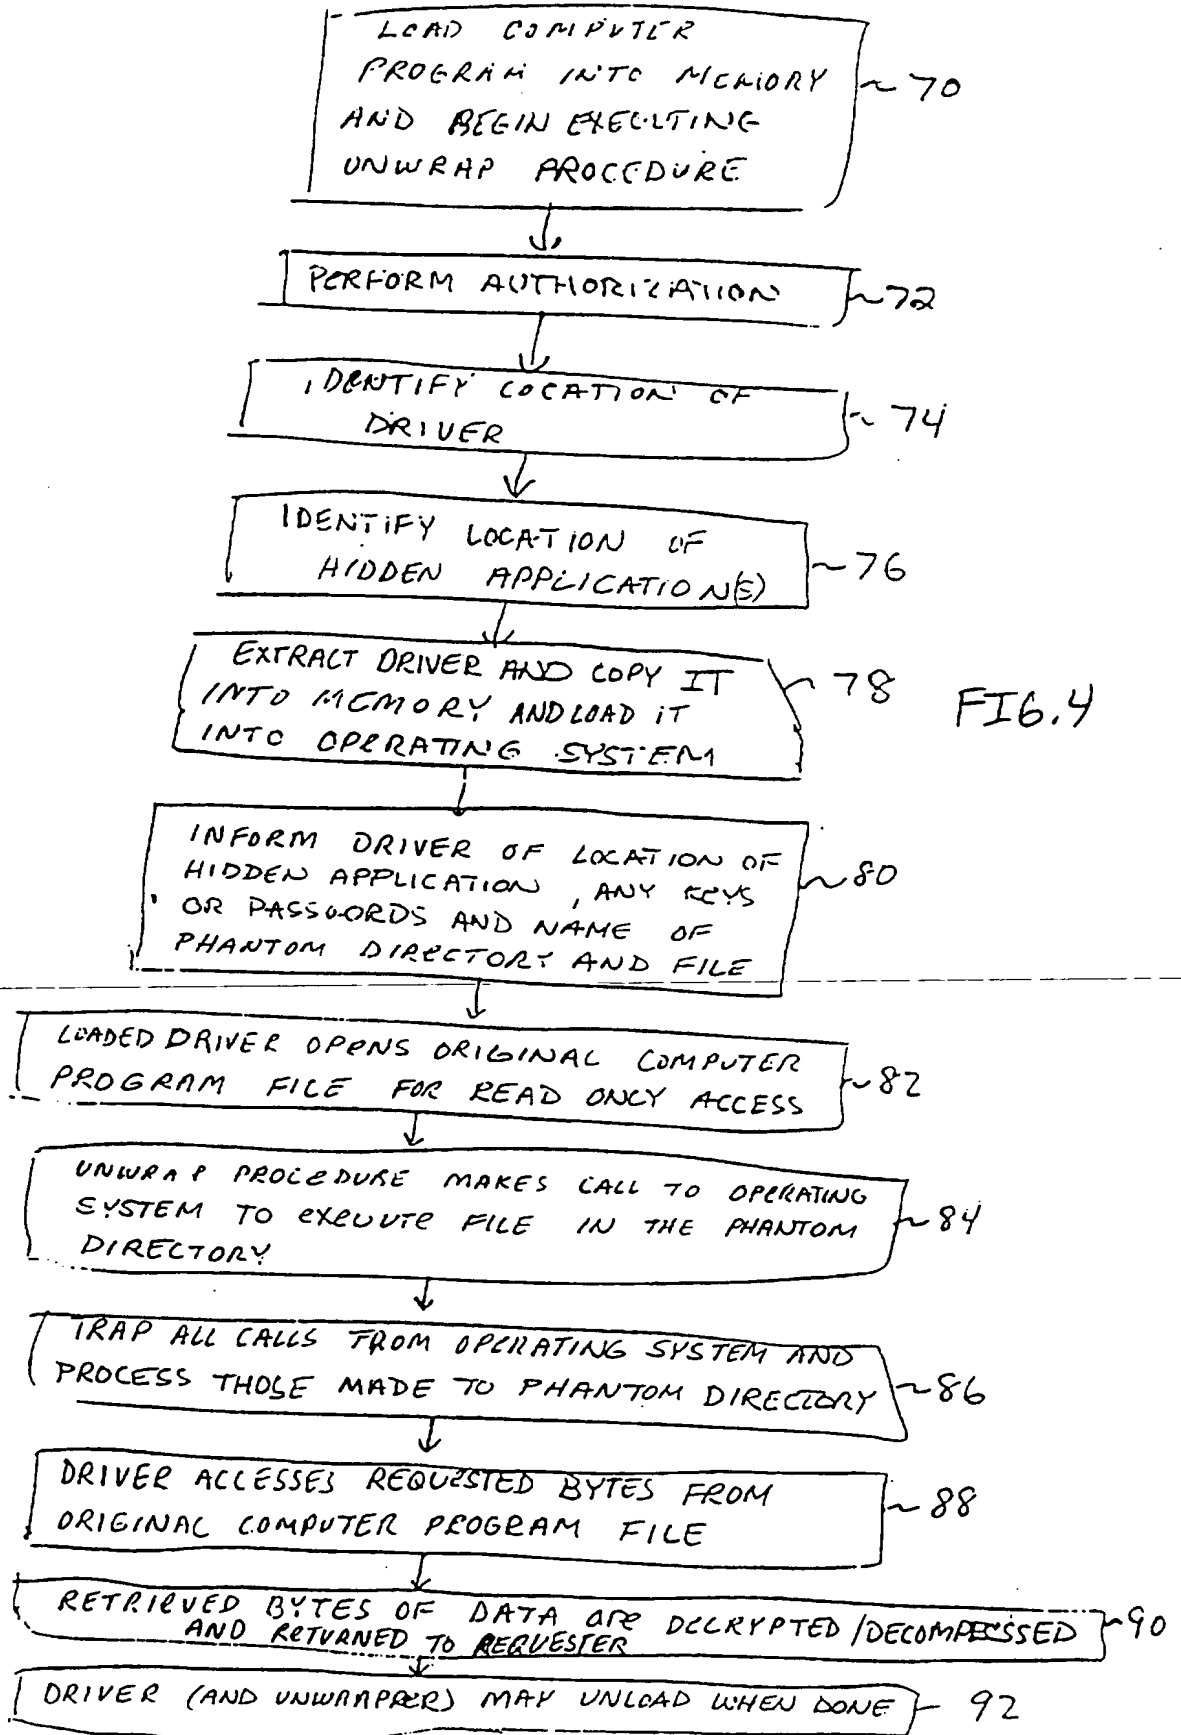 LOAD COMPUTER
PROGRAM INTO MEMORY
AND BEGIN EXECUTING
UNWRAP PROCEDURE
70
PERFORM AUTHORIZATION
72
IDENTIFY LOCATION OF
DRIVER
74
IDENTIFY LOCATION OF
HIDDEN APPLICATION(S)
76
EXTRACT DRIVER AND COPY IT
INTO MEMORY AND LOAD IT
INTO OPERATING SYSTEM
78
FIG.4
INFORM DRIVER OF LOCATION OF
HIDDEN APPLICATION, ANY KEYS
OR PASSWORDS AND NAME OF
PHANTOM DIRECTORY AND FILE
80
LOADED DRIVER OPENS ORIGINAL COMPUTER
PROGRAM FILE FOR READ ONLY ACCESS
82
UNWRAP PROCEDURE MAKES CALL TO OPERATING
SYSTEM TO EXECUTE FILE IN THE PHANTOM
DIRECTORY
84
TRAP ALL CALLS FROM OPERATING SYSTEM AND
PROCESS THOSE MADE TO PHANTOM DIRECTORY
86
DRIVER ACCESSES REQUESTED BYTES FROM
ORIGINAL COMPUTER PROGRAM FILE
88
RETRIEVED BYTES OF DATA are DECRYPTED/DECOMPRESSED
AND RETURNED TO REQUESTER
90
DRIVER (AND UNWRAPPER) MAY UNLOAD WHEN DONE
92